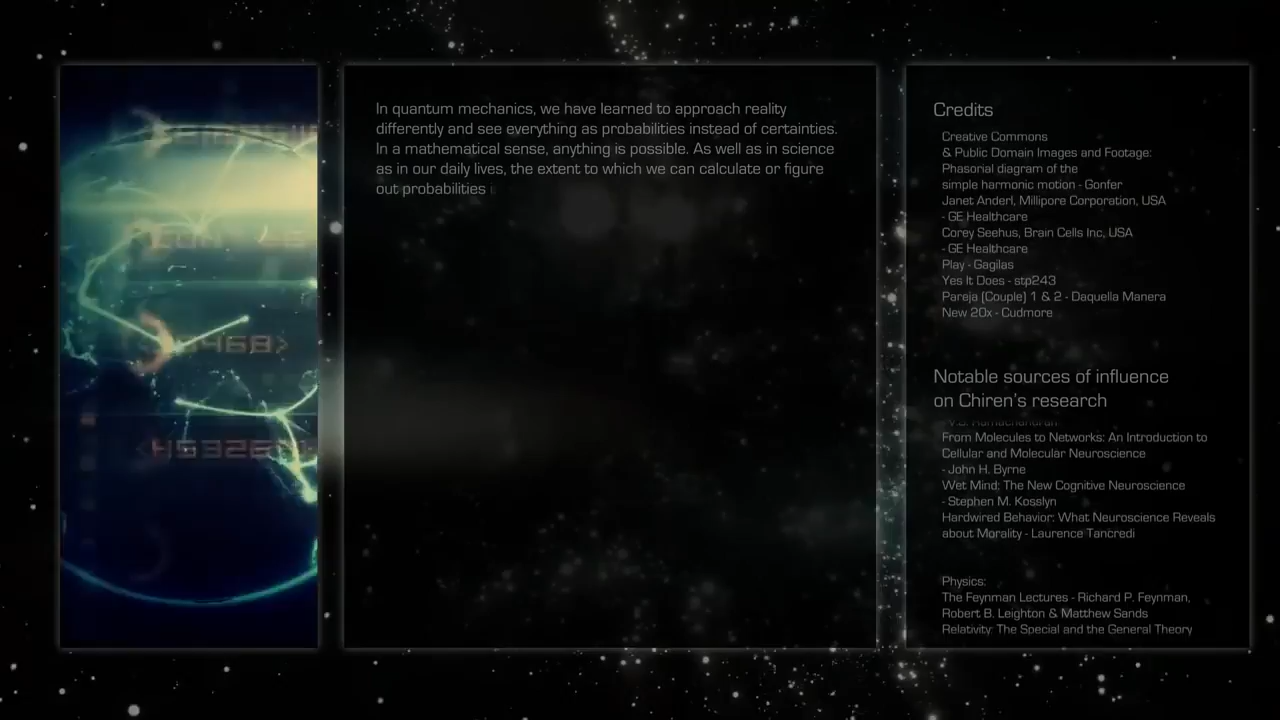 In quantum mechanics, we have learned to approach reality
differently and see everything as probabilities instead of certainties.
In a mathematical sense, anything is possible. As well as in science
as in our daily lives, the extent to which we can calculate or figure
out probabilities
468>
<HS326
Credits
Creative Commons
& Public Domain Images and Footage:
Phasorial diagram of the
simple harmonic motion - Gonfer
Janet Anderl, Millipore Corporation, USA
- GE Healthcare
Corey Seehus, Brain Cells Inc, USA
- GE Healthcare
Play - Gagilas
Yes It Does - stp243
Pareja (Couple) 1 & 2 - Daquella Manera
New 20x - Cudmore
Notable sources of influence
on Chiren's research
From Molecules to Networks: An Introduction to
Cellular and Molecular Neuroscience
- John H. Byrne
Wet Mind: The New Cognitive Neuroscience
- Stephen M. Kosslyn
Hardwired Behavior: What Neuroscience Reveals
about Morality - Laurence Tancredi
Physics:
The Feynman Lectures - Richard P. Feynman,
Robert B. Leighton & Matthew Sands
Relativity: The Special and the General Theory